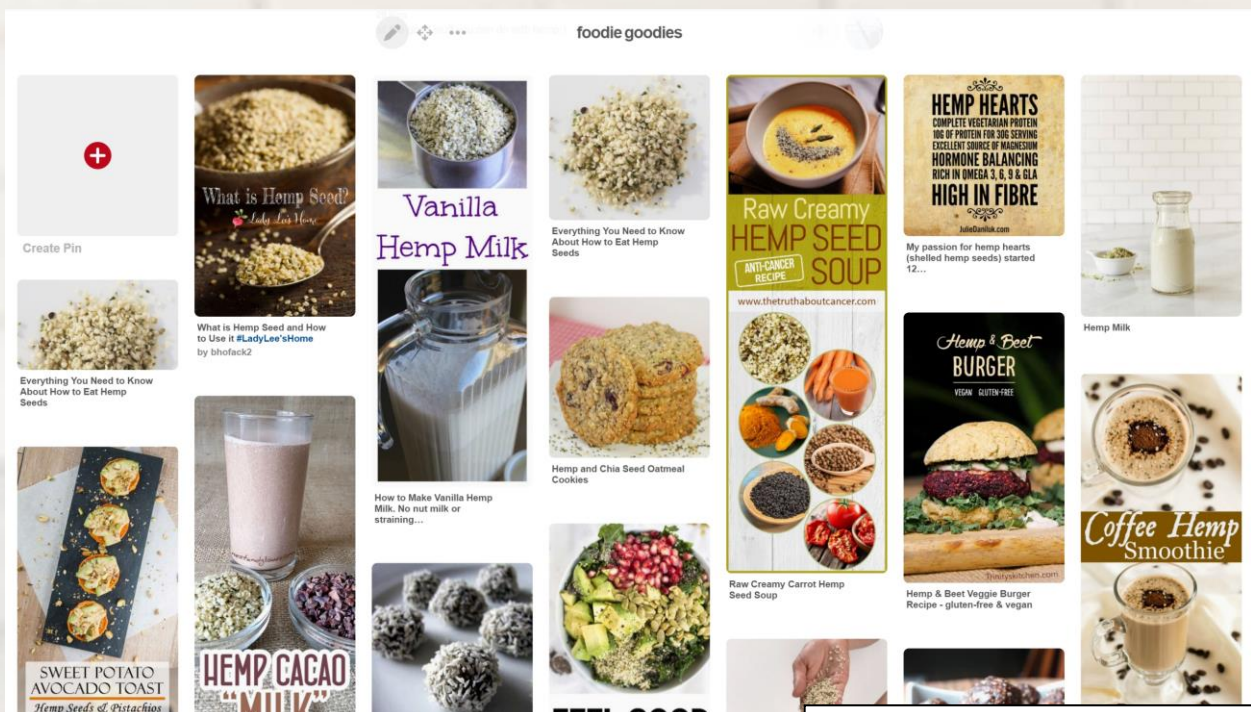 foodie goodies
Create Pin
Everything You Need to Know
About How to Eat Hemp
Seeds
SWEET POTATO
AVOCADO TOAST
Hemp Seeds & Pistachios
What is Hemp Seed?
Lady Lee's Home
What is Hemp Seed and How
to Use it #LadyLee'sHome
by bhofack2
HEMP CACAO
"MILK"
Vanilla
Hemp Milk
How to Make Vanilla Hemp
Milk. No nut milk or
straining...
Everything You Need to Know
About How to Eat Hemp
Seeds
Hemp and Chia Seed Oatmeal
Cookies
FEEL GOOD
Raw Creamy
HEMP SEED
ANTI-CANCER
RECIPE
SOUP
www.thetruthaboutcancer.com
Raw Creamy Carrot Hemp
Seed Soup
HEMP HEARTS
COMPLETE VEGETARIAN PROTEIN
10G OF PROTEIN FOR 30G SERVING
EXCELLENT SOURCE OF MAGNESIUM
HORMONE BALANCING
RICH IN OMEGA 3, 6, 9 & GLA
HIGH IN FIBRE
JulieDaniluk.com
My passion for hemp hearts
(shelled hemp seeds) started
12...
Hemp & Beet
BURGER
VEGAN GLUTEN-FREE
Trinityskitchen.com
Hemp & Beet Veggie Burger
Recipe - gluten-free & vegan
Hemp Milk
Coffee Hemp
Smoothie